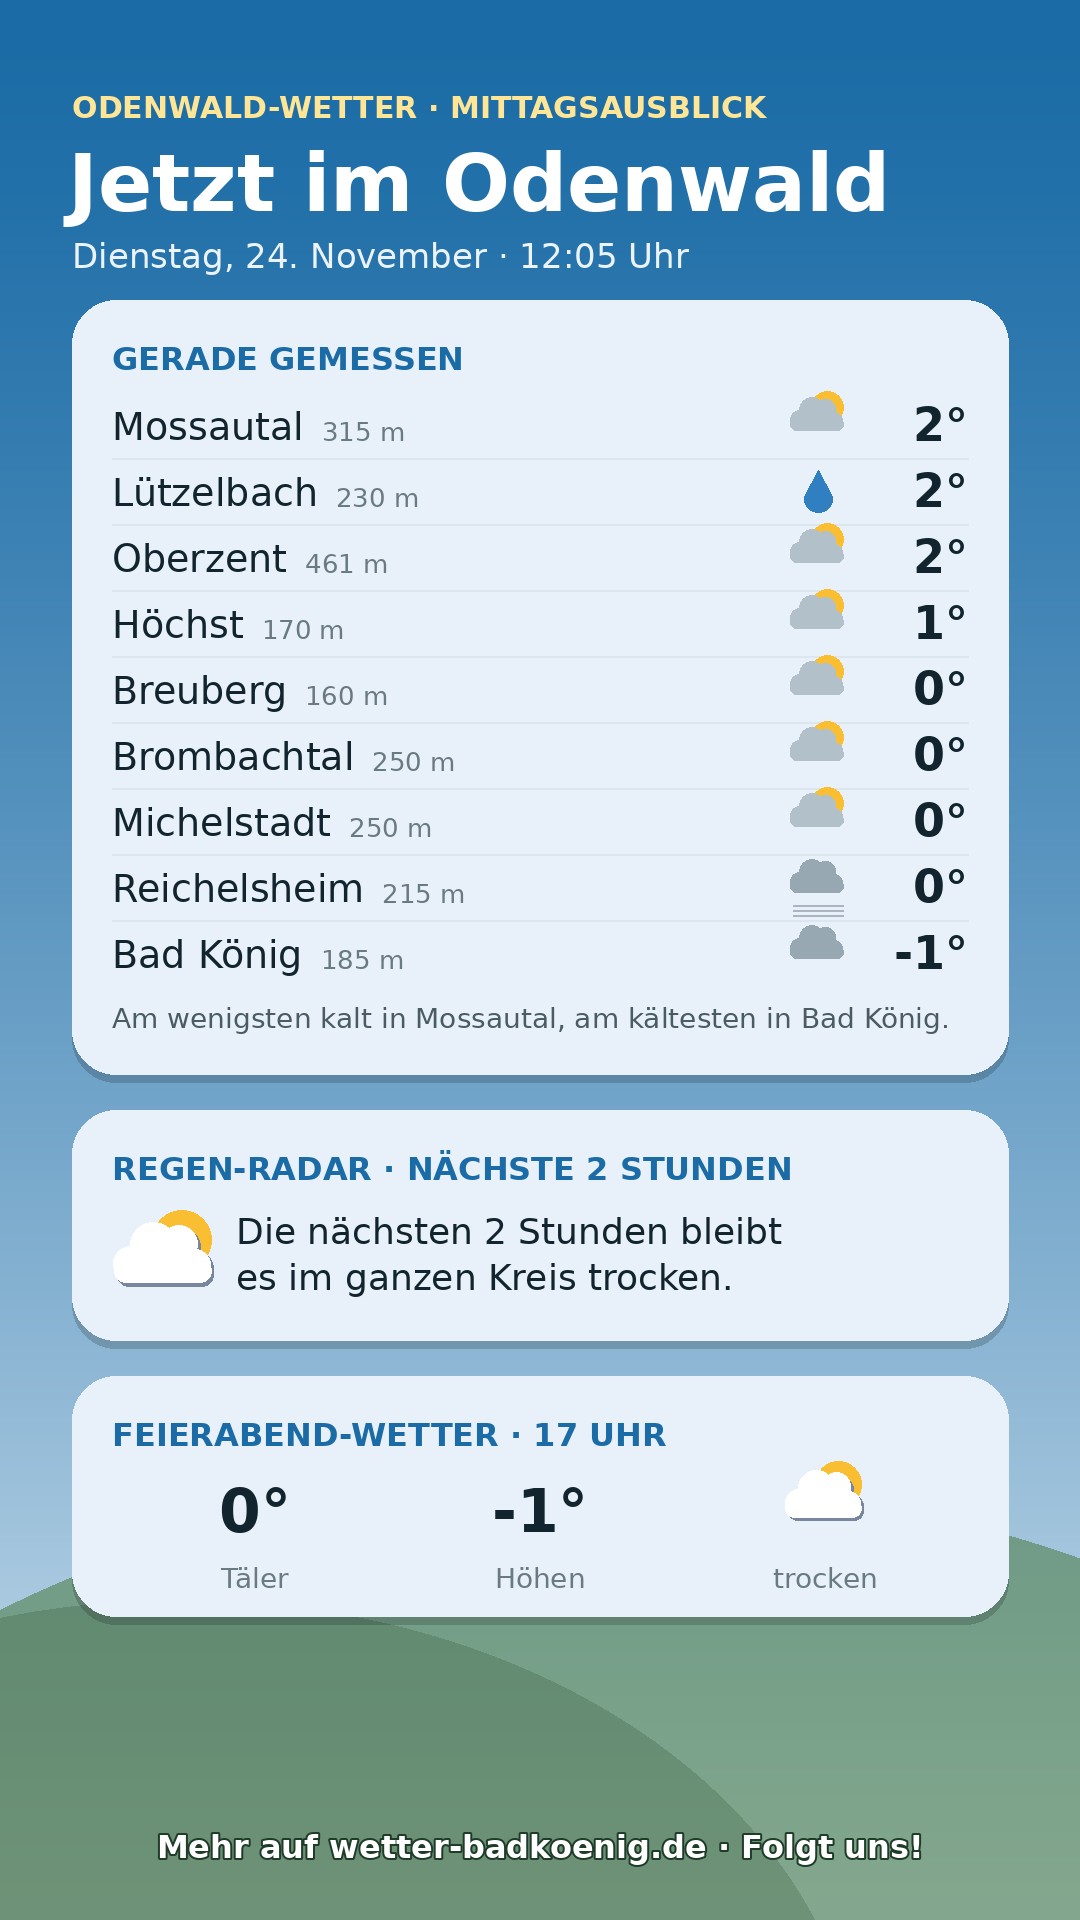 ODENWALD-WETTER · MITTAGSAUSBLICK
Jetzt im Odenwald
Dienstag, 24. November · 12:05 Uhr
GERADE GEMESSEN
Mossautal 315 m 2°
Lützelbach 230 m 2°
Oberzent 461 m 2°
Höchst 170 m 1°
Breuberg 160 m 0°
Brombachtal 250 m 0°
Michelstadt 250 m 0°
Reichelsheim 215 m 0°
Bad König 185 m -1°
Am wenigsten kalt in Mossautal, am kältesten in Bad König.
REGEN-RADAR · NÄCHSTE 2 STUNDEN
Die nächsten 2 Stunden bleibt
es im ganzen Kreis trocken.
FEIERABEND-WETTER · 17 UHR
0° -1°
Täler Höhen trocken
Mehr auf wetter-badkoenig.de · Folgt uns!